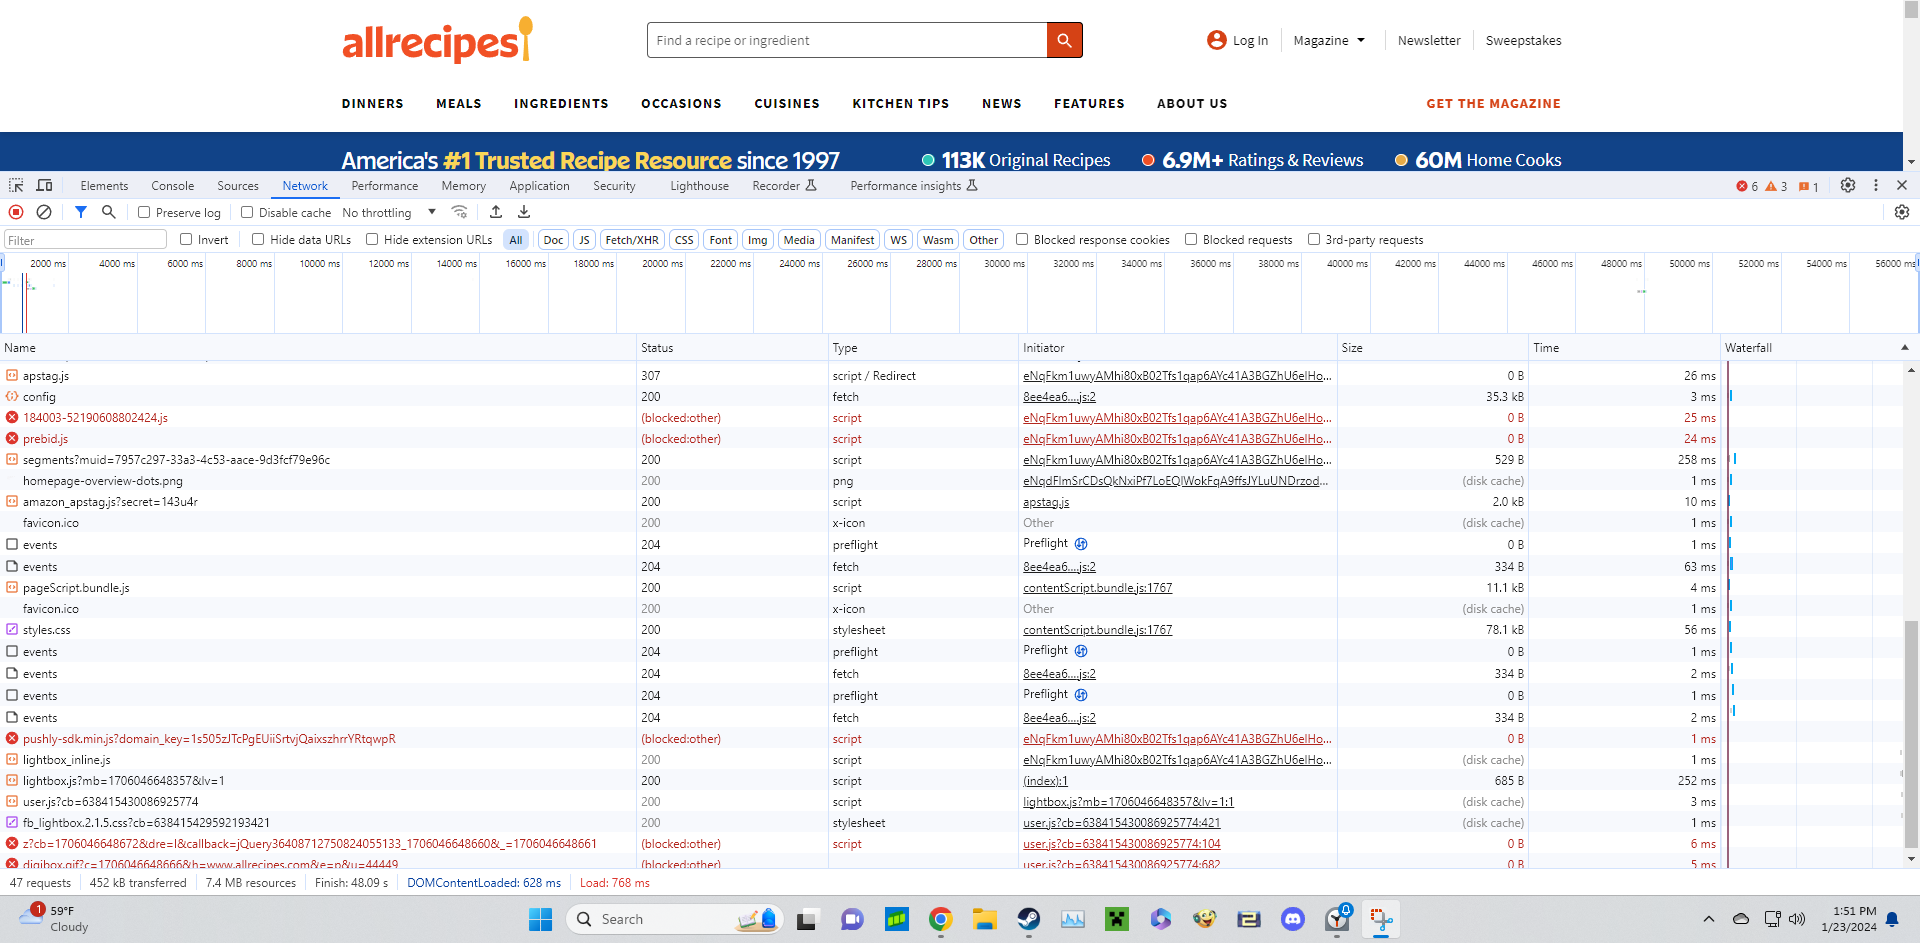 allrecipes
Find a recipe or ingredient
Log In
Magazine
Newsletter
Sweepstakes
DINNERS MEALS INGREDIENTS OCCASIONS CUISINES KITCHEN TIPS NEWS FEATURES ABOUT US GET THE MAGAZINE
America's #1 Trusted Recipe Resource since 1997 113K Original Recipes 6.9M+ Ratings & Reviews 60M Home Cooks
Elements Console Sources Network Performance Memory Application Security Lighthouse Recorder Performance insights 6 3 1
Preserve log Disable cache No throttling
Filter Invert Hide data URLs Hide extension URLs All Doc JS Fetch/XHR CSS Font Img Media Manifest WS Wasm Other Blocked response cookies Blocked requests 3rd-party requests
2000 ms 4000 ms 6000 ms 8000 ms 10000 ms 12000 ms 14000 ms 16000 ms 18000 ms 20000 ms 22000 ms 24000 ms 26000 ms 28000 ms 30000 ms 32000 ms 34000 ms 36000 ms 38000 ms 40000 ms 42000 ms 44000 ms 46000 ms 48000 ms 50000 ms 52000 ms 54000 ms 56000 ms
Name Status Type Initiator Size Time Waterfall
apstag.js 307 script / Redirect eNqFkm1uwyAMhi80xB02Tfs1qap6AYc41A3BGZhU6elHo... 0 B 26 ms
config 200 fetch 8ee4ea6....js:2 35.3 kB 3 ms
184003-52190608802424.js (blocked:other) script eNqFkm1uwyAMhi80xB02Tfs1qap6AYc41A3BGZhU6elHo... 0 B 25 ms
prebid.js (blocked:other) script eNqFkm1uwyAMhi80xB02Tfs1qap6AYc41A3BGZhU6elHo... 0 B 24 ms
segments?muid=7957c297-33a3-4c53-aace-9d3fcf79e96c 200 script eNqFkm1uwyAMhi80xB02Tfs1qap6AYc41A3BGZhU6elHo... 529 B 258 ms
homepage-overview-dots.png 200 png eNqdFlmSrCDsQkNxiPf7LoEQlWokFqA9ffsJYLuUNDrzod... (disk cache) 1 ms
amazon_apstag.js?secret=143u4r 200 script apstag.js 2.0 kB 10 ms
favicon.ico 200 x-icon Other (disk cache) 1 ms
events 204 preflight Preflight 0 B 1 ms
events 204 fetch 8ee4ea6....js:2 334 B 63 ms
pageScript.bundle.js 200 script contentScript.bundle.js:1767 11.1 kB 4 ms
favicon.ico 200 x-icon Other (disk cache) 1 ms
styles.css 200 stylesheet contentScript.bundle.js:1767 78.1 kB 56 ms
events 204 preflight Preflight 0 B 1 ms
events 204 fetch 8ee4ea6....js:2 334 B 2 ms
events 204 preflight Preflight 0 B 1 ms
events 204 fetch 8ee4ea6....js:2 334 B 2 ms
pushly-sdk.min.js?domain_key=1s505zJTcPgEUiiSrtvjQaixszhrrYRtqwpR (blocked:other) script eNqFkm1uwyAMhi80xB02Tfs1qap6AYc41A3BGZhU6elHo... 0 B 1 ms
lightbox_inline.js 200 script eNqFkm1uwyAMhi80xB02Tfs1qap6AYc41A3BGZhU6elHo... (disk cache) 1 ms
lightbox.js?mb=1706046648357&lv=1 200 script (index):1 685 B 252 ms
user.js?cb=638415430086925774 200 script lightbox.js?mb=1706046648357&lv=1:1 (disk cache) 3 ms
fb_lightbox.2.1.5.css?cb=638415429592193421 200 stylesheet user.js?cb=638415430086925774:421 (disk cache) 1 ms
z?cb=1706046648672&dre=l&callback=jQuery36408712750824055133_1706046648660&_=1706046648661 (blocked:other) script user.js?cb=638415430086925774:104 0 B 6 ms
digibox.gif?c=1706046648666&h=www.allrecipes.com&e=p&u=44449 (blocked:other) user.js?cb=638415430086925774:682 0 B 5 ms
47 requests 452 kB transferred 7.4 MB resources Finish: 48.09 s DOMContentLoaded: 628 ms Load: 768 ms
1 59°F
Cloudy
Search
1:51 PM
1/23/2024